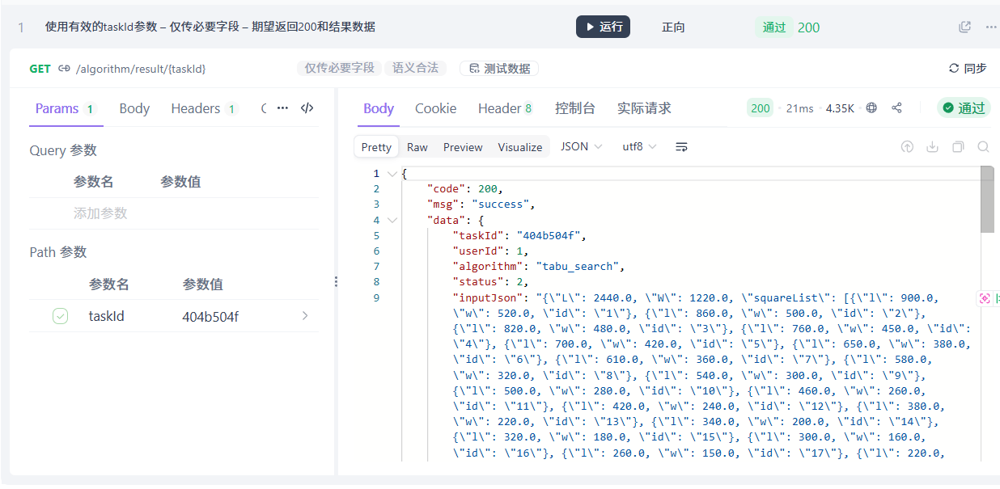 1 使用有效的taskId参数 – 仅传必要字段 – 期望返回200和结果数据 运行 正向 通过 200
GET /algorithm/result/{taskId} 仅传必要字段 语义合法 测试数据 同步
Params 1 Body Headers 1 C ··· </>
Query 参数
参数名 参数值
添加参数
Path 参数
参数名 参数值
taskId 404b504f
Body Cookie Header 8 控制台 实际请求 200 21ms 4.35K 通过
Pretty Raw Preview Visualize JSON utf8
1 {
2 "code": 200,
3 "msg": "success",
4 "data": {
5 "taskId": "404b504f",
6 "userId": 1,
7 "algorithm": "tabu_search",
8 "status": 2,
9 "inputJson": "{\"L\": 2440.0, \"W\": 1220.0, \"squareList\": [{\"l\": 900.0,
\"w\": 520.0, \"id\": \"1\"}, {\"l\": 860.0, \"w\": 500.0, \"id\": \"2\"},
{\"l\": 820.0, \"w\": 480.0, \"id\": \"3\"}, {\"l\": 760.0, \"w\": 450.0, \"id\":
\"4\"}, {\"l\": 700.0, \"w\": 420.0, \"id\": \"5\"}, {\"l\": 650.0, \"w\": 380.0,
\"id\": \"6\"}, {\"l\": 610.0, \"w\": 360.0, \"id\": \"7\"}, {\"l\": 580.0,
\"w\": 320.0, \"id\": \"8\"}, {\"l\": 540.0, \"w\": 300.0, \"id\": \"9\"},
{\"l\": 500.0, \"w\": 280.0, \"id\": \"10\"}, {\"l\": 460.0, \"w\": 260.0,
\"id\": \"11\"}, {\"l\": 420.0, \"w\": 240.0, \"id\": \"12\"}, {\"l\": 380.0,
\"w\": 220.0, \"id\": \"13\"}, {\"l\": 340.0, \"w\": 200.0, \"id\": \"14\"},
{\"l\": 320.0, \"w\": 180.0, \"id\": \"15\"}, {\"l\": 300.0, \"w\": 160.0,
\"id\": \"16\"}, {\"l\": 260.0, \"w\": 150.0, \"id\": \"17\"}, {\"l\": 220.0,